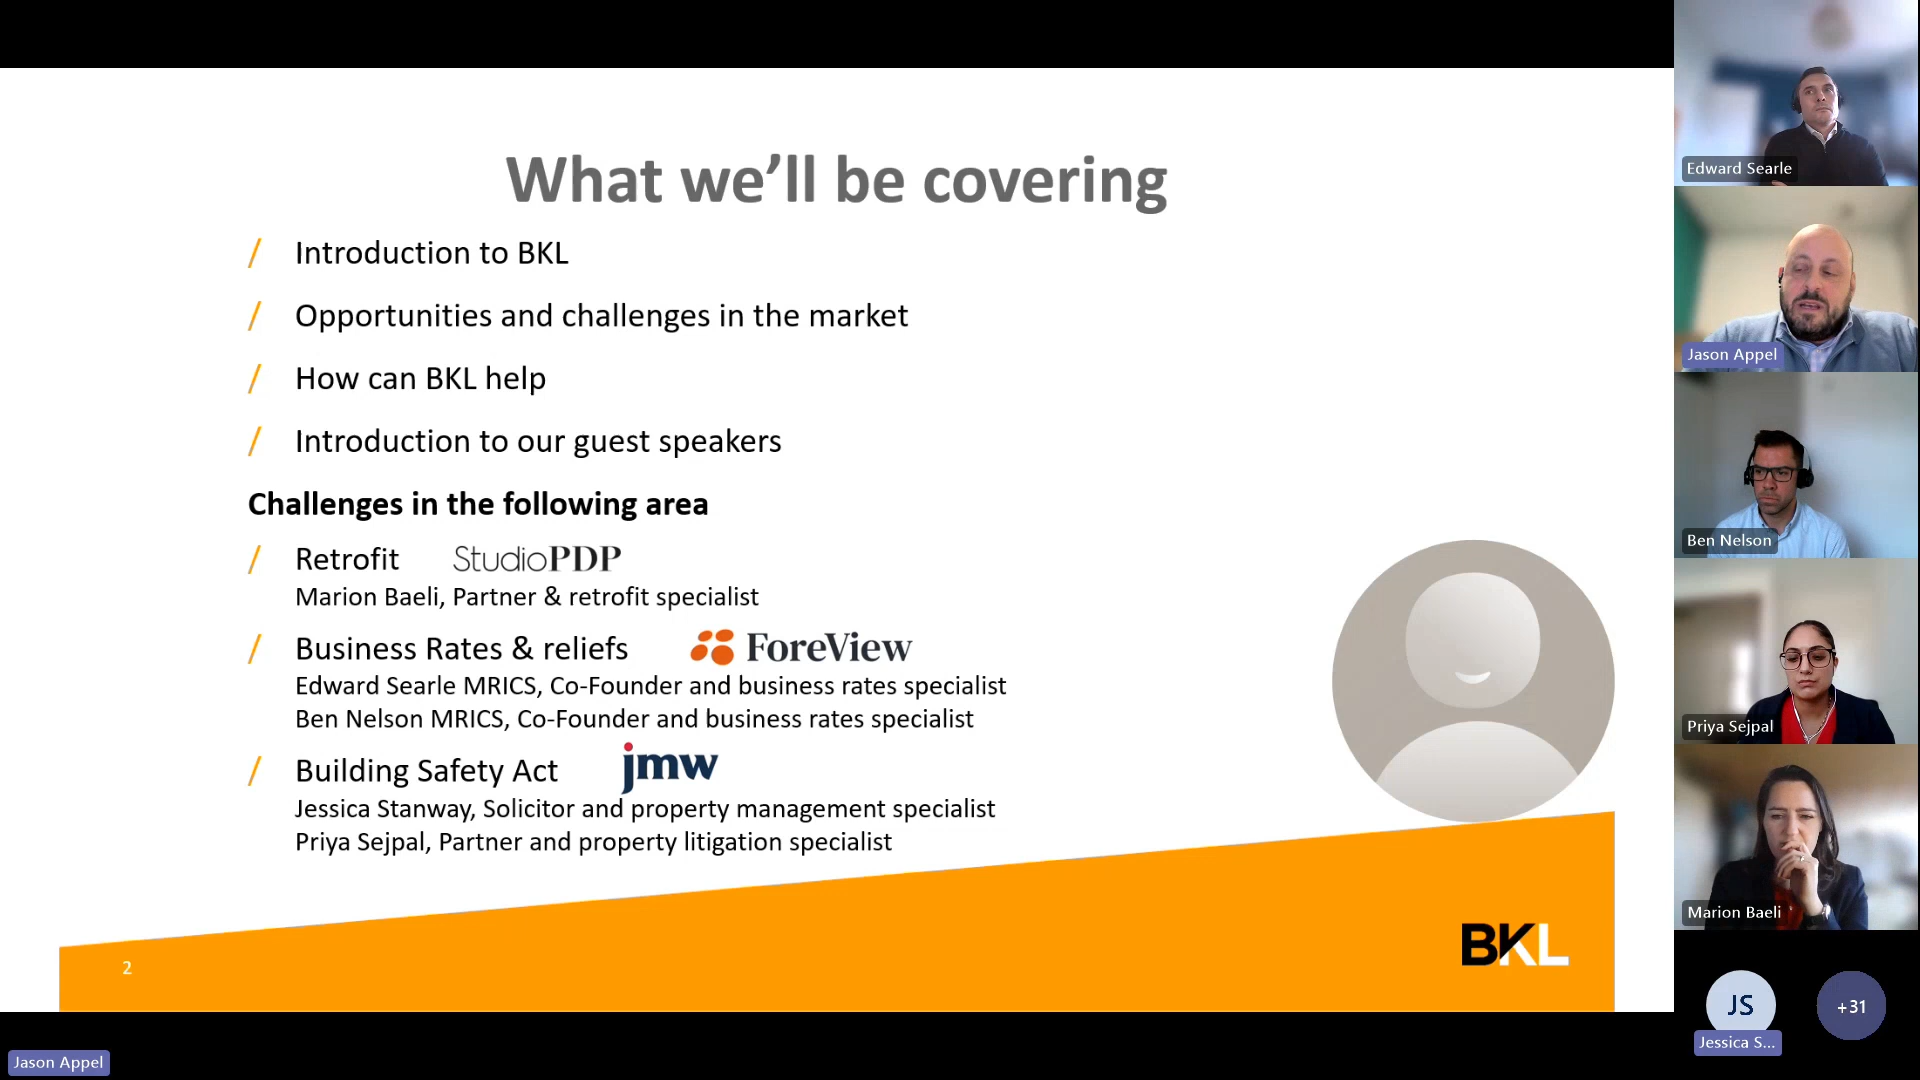 What we'll be covering
/ Introduction to BKL
/ Opportunities and challenges in the market
/ How can BKL help
/ Introduction to our guest speakers
Challenges in the following area
/ Retrofit StudioPDP
Marion Baeli, Partner & retrofit specialist
/ Business Rates & reliefs ForeView
Edward Searle MRICS, Co-Founder and business rates specialist
Ben Nelson MRICS, Co-Founder and business rates specialist
/ Building Safety Act jmw
Jessica Stanway, Solicitor and property management specialist
Priya Sejpal, Partner and property litigation specialist
2
BKL
Jason Appel
Edward Searle
Jason Appel
Ben Nelson
Priya Sejpal
Marion Baeli
JS
+31
Jessica S...